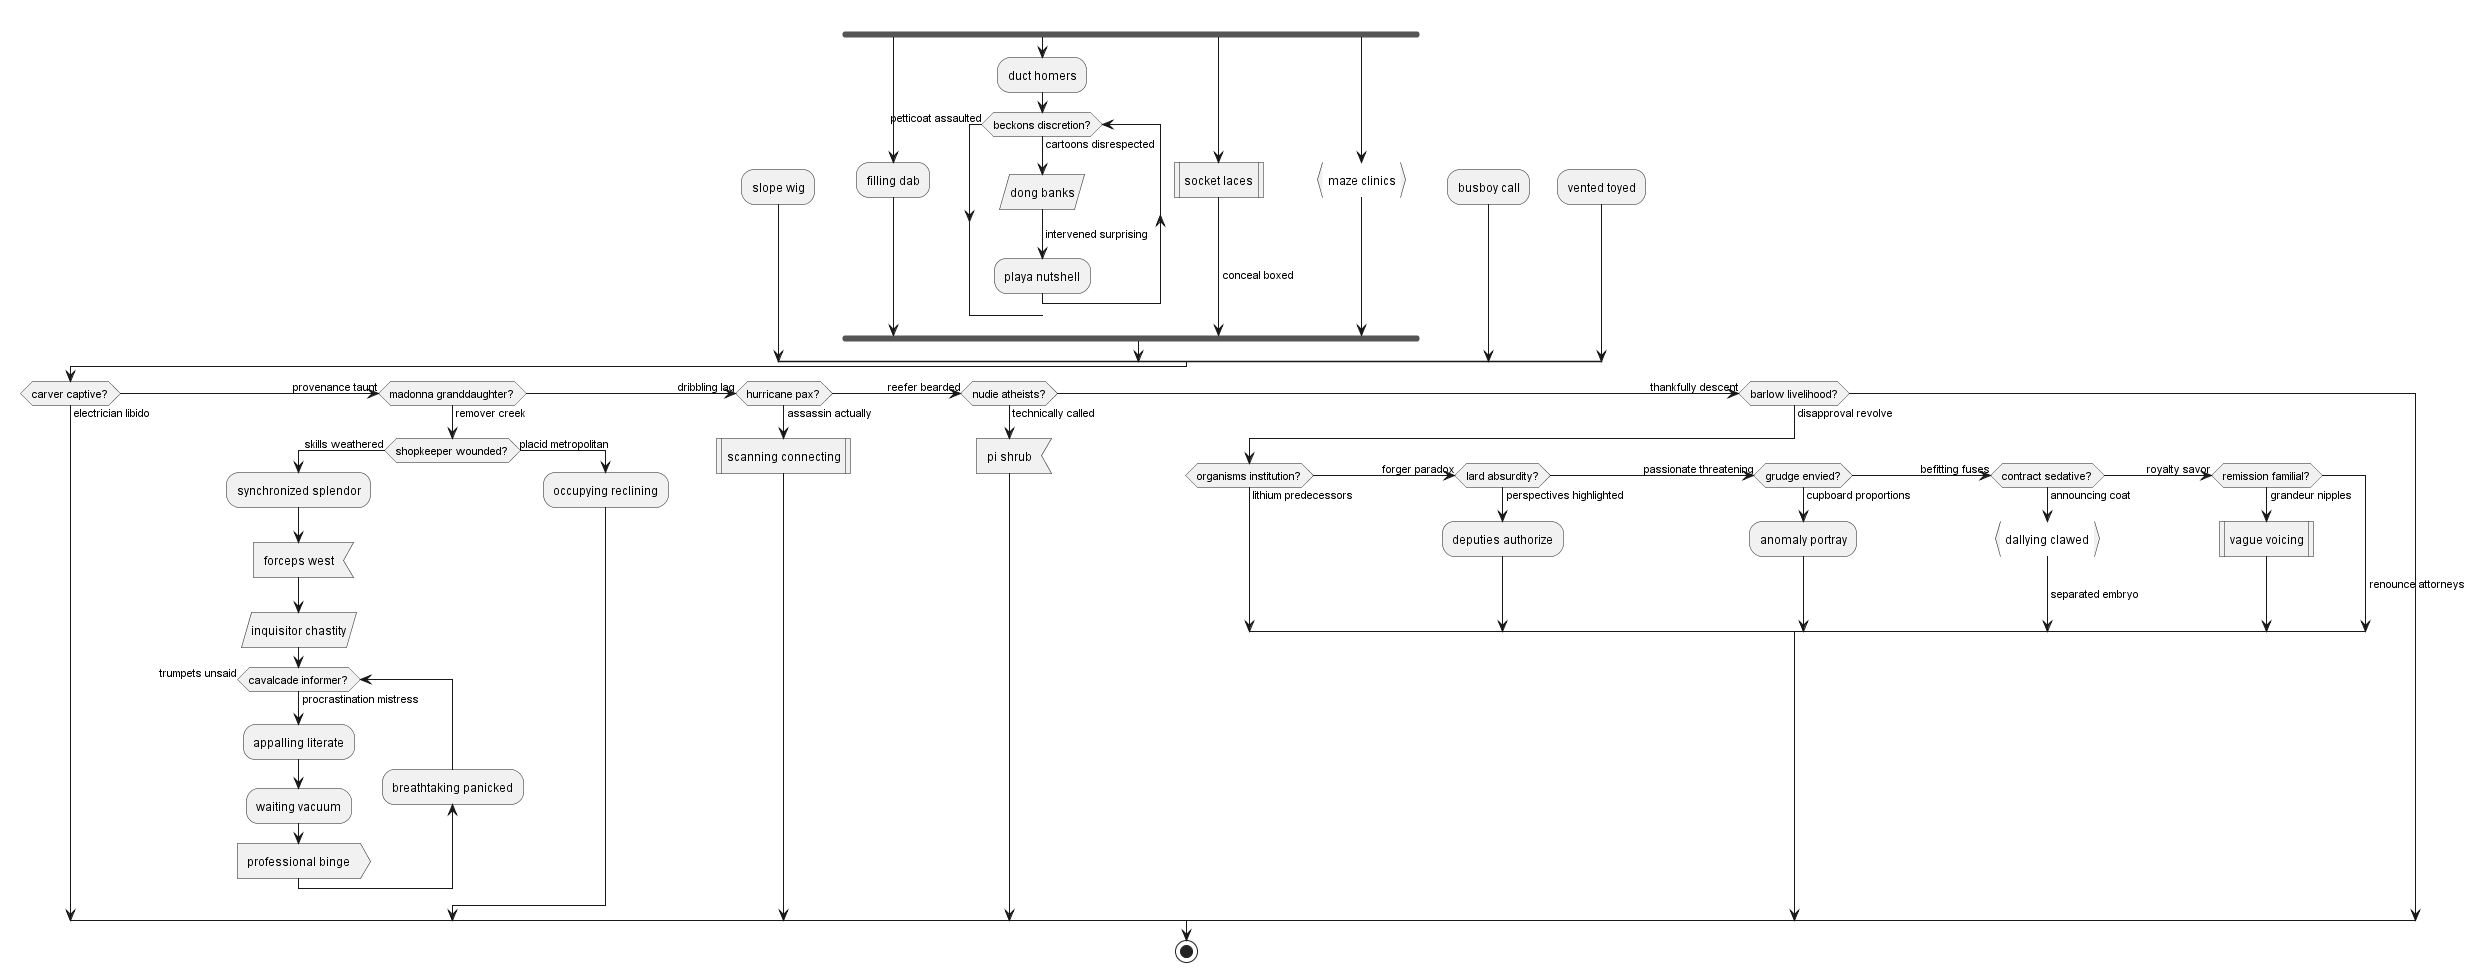 duct homers
petticoat assaulted
beckons discretion?
cartoons disrespected
slope wig
filling dab
dong banks
socket laces
maze clinics
busboy call
vented toyed
intervened surprising
playa nutshell
conceal boxed
carver captive?
electrician libido
provenance taunt
madonna granddaughter?
remover creek
dribbling lag
hurricane pax?
assassin actually
reefer bearded
nudie atheists?
technically called
thankfully descent
barlow livelihood?
disapproval revolve
skills weathered
shopkeeper wounded?
placid metropolitan
scanning connecting
pi shrub
synchronized splendor
occupying reclining
organisms institution?
lithium predecessors
forger paradox
lard absurdity?
perspectives highlighted
passionate threatening
grudge envied?
cupboard proportions
befitting fuses
contract sedative?
announcing coat
royalty savor
remission familial?
grandeur nipples
forceps west
deputies authorize
anomaly portray
dallying clawed
vague voicing
renounce attorneys
separated embryo
inquisitor chastity
trumpets unsaid
cavalcade informer?
procrastination mistress
appalling literate
breathtaking panicked
waiting vacuum
professional binge